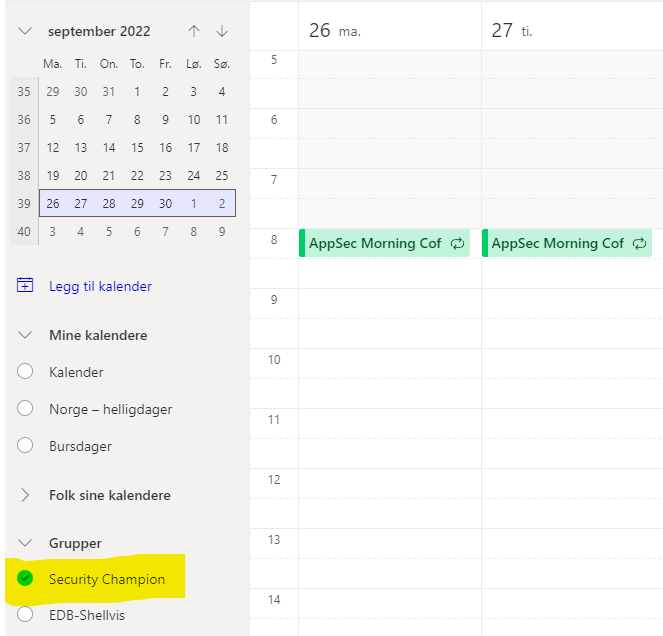 september 2022
Ma. Ti. On. To. Fr. Lø. Sø.
35 29 30 31 1 2 3 4
36 5 6 7 8 9 10 11
37 12 13 14 15 16 17 18
38 19 20 21 22 23 24 25
39 26 27 28 29 30 1 2
40 3 4 5 6 7 8 9
Legg til kalender
Mine kalendere
Kalender
Norge – helligdager
Bursdager
Folk sine kalendere
Grupper
Security Champion
EDB-Shellvis
26 ma. 27 ti.
5
6
7
8 AppSec Morning Cof AppSec Morning Cof
9
10
11
12
13
14